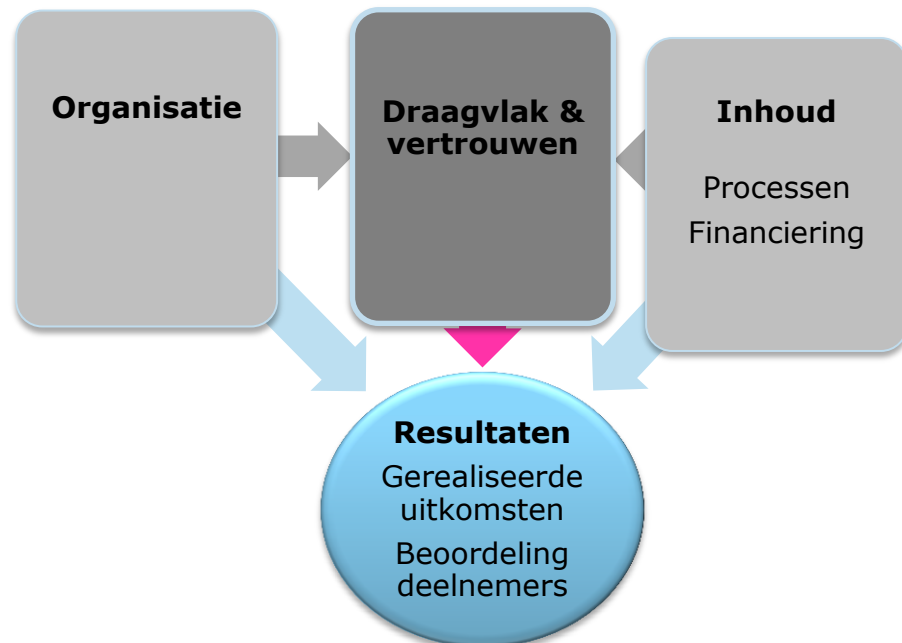 Organisatie
Draagvlak &
vertrouwen
Inhoud
Processen
Financiering
Resultaten
Gerealiseerde
uitkomsten
Beoordeling
deelnemers